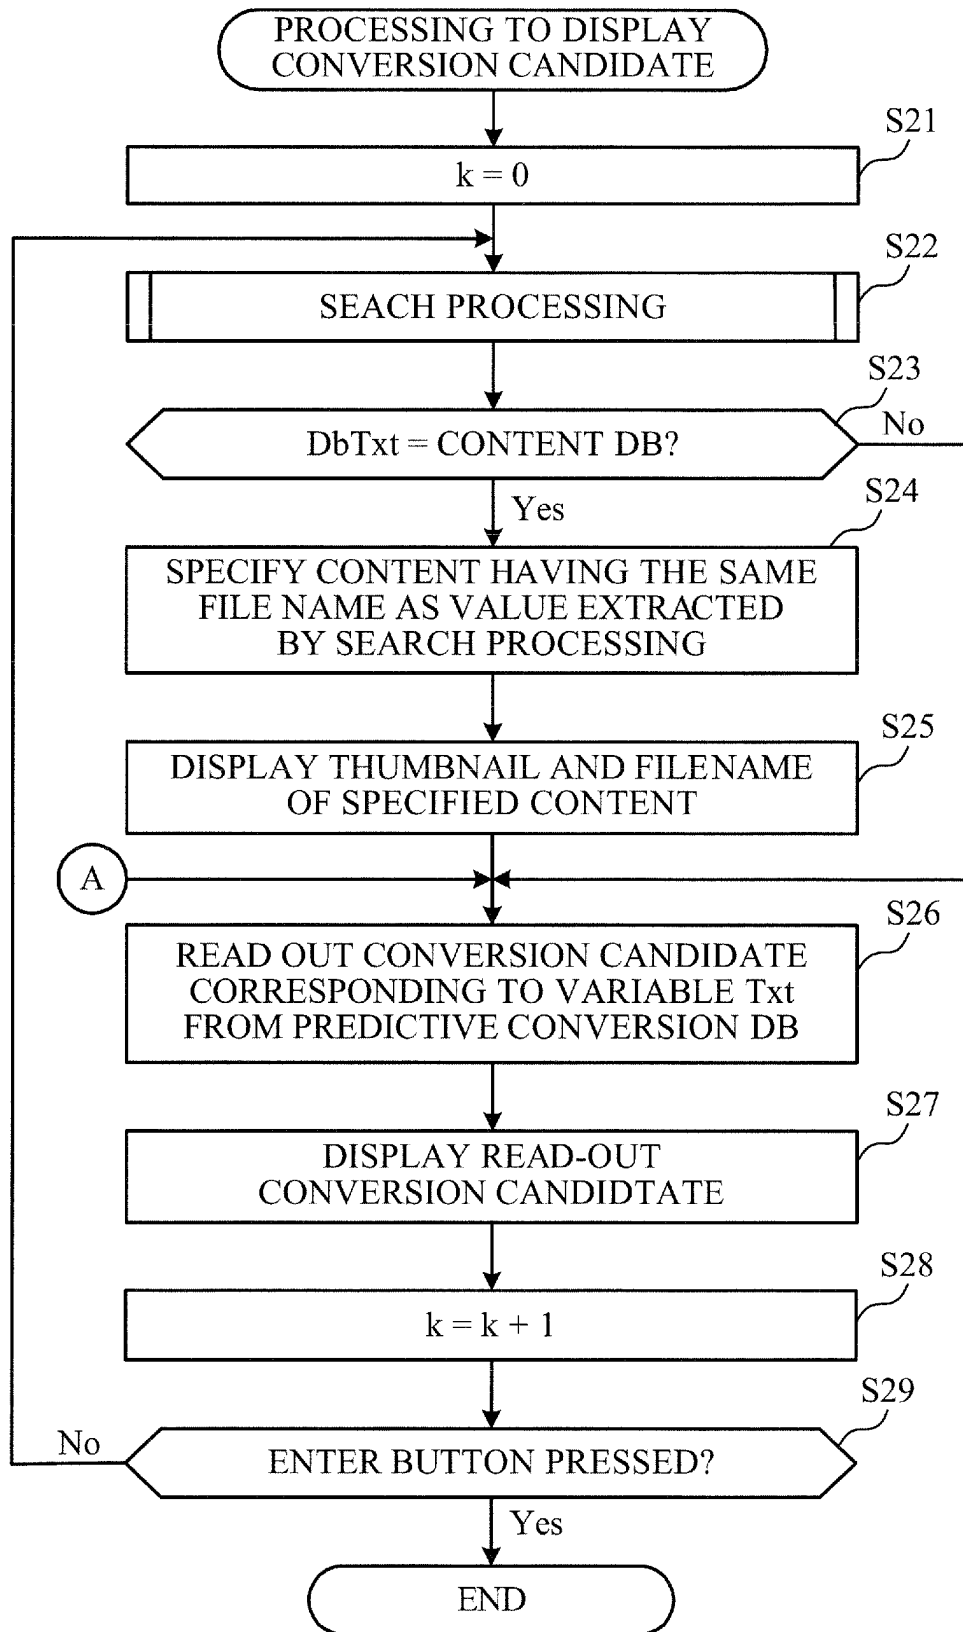 PROCESSING TO DISPLAY
CONVERSION CANDIDATE
S21
k = 0
S22
SEACH PROCESSING
S23
DbTxt = CONTENT DB?
No
Yes
S24
SPECIFY CONTENT HAVING THE SAME
FILE NAME AS VALUE EXTRACTED
BY SEARCH PROCESSING
S25
DISPLAY THUMBNAIL AND FILENAME
OF SPECIFIED CONTENT
A
S26
READ OUT CONVERSION CANDIDATE
CORRESPONDING TO VARIABLE Txt
FROM PREDICTIVE CONVERSION DB
S27
DISPLAY READ-OUT
CONVERSION CANDIDTATE
S28
k = k + 1
S29
No
ENTER BUTTON PRESSED?
Yes
END